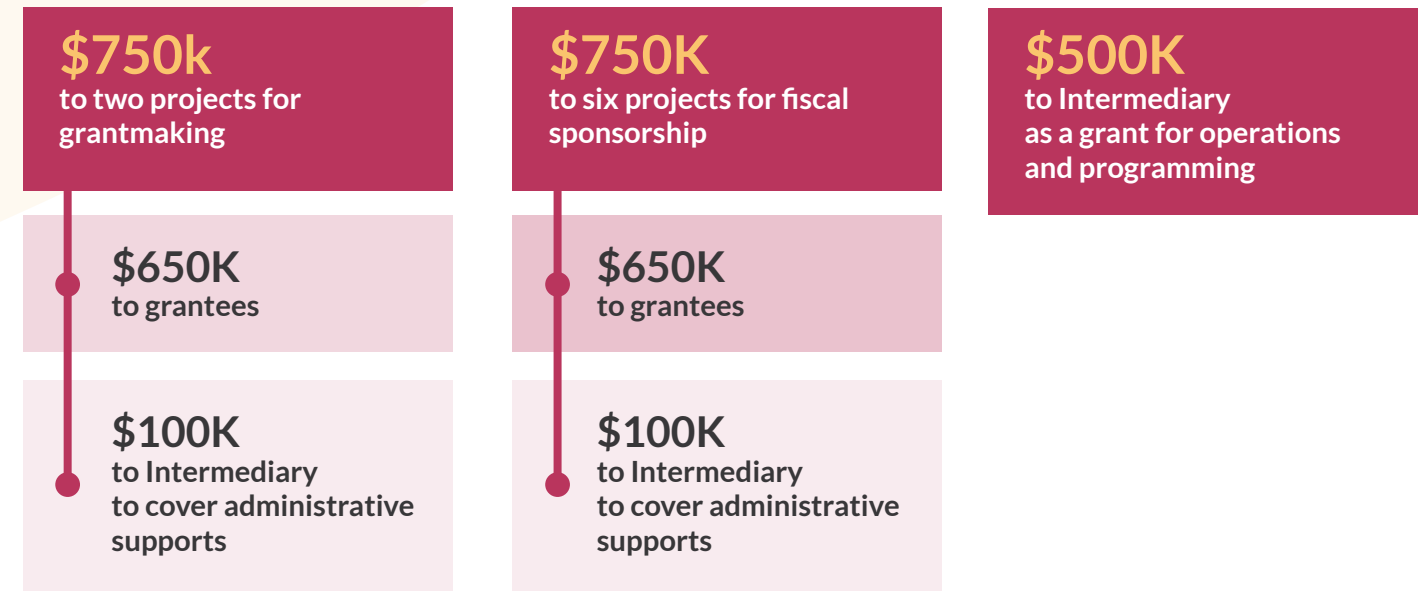 $750k
to two projects for
grantmaking
$650K
to grantees
$100K
to Intermediary
to cover administrative
supports
$750K
to six projects for fiscal
sponsorship
$650K
to grantees
$100K
to Intermediary
to cover administrative
supports
$500K
to Intermediary
as a grant for operations
and programming